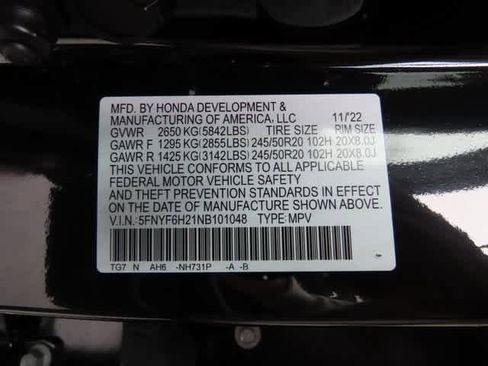 MFD. BY HONDA DEVELOPMENT &
MANUFACTURING OF AMERICA, LLC 11/'22
GVWR 2650 KG (5842LBS) TIRE SIZE RIM SIZE
GAWR F 1295 KG (2855LBS) 245/50R20 102H 20X8.0J
GAWR R 1425 KG(3142LBS) 245/50R20 102H 20X8.0J
THIS VEHICLE CONFORMS TO ALL APPLICABLE
FEDERAL MOTOR VEHICLE SAFETY
AND THEFT PREVENTION STANDARDS IN EFFECT
ON THE DATE OF MANUFACTURE SHOWN ABOVE.
V.I.N.:5FNYF6H21NB101048 TYPE: MPV
TG7 N AH6 -NH731P -A -B